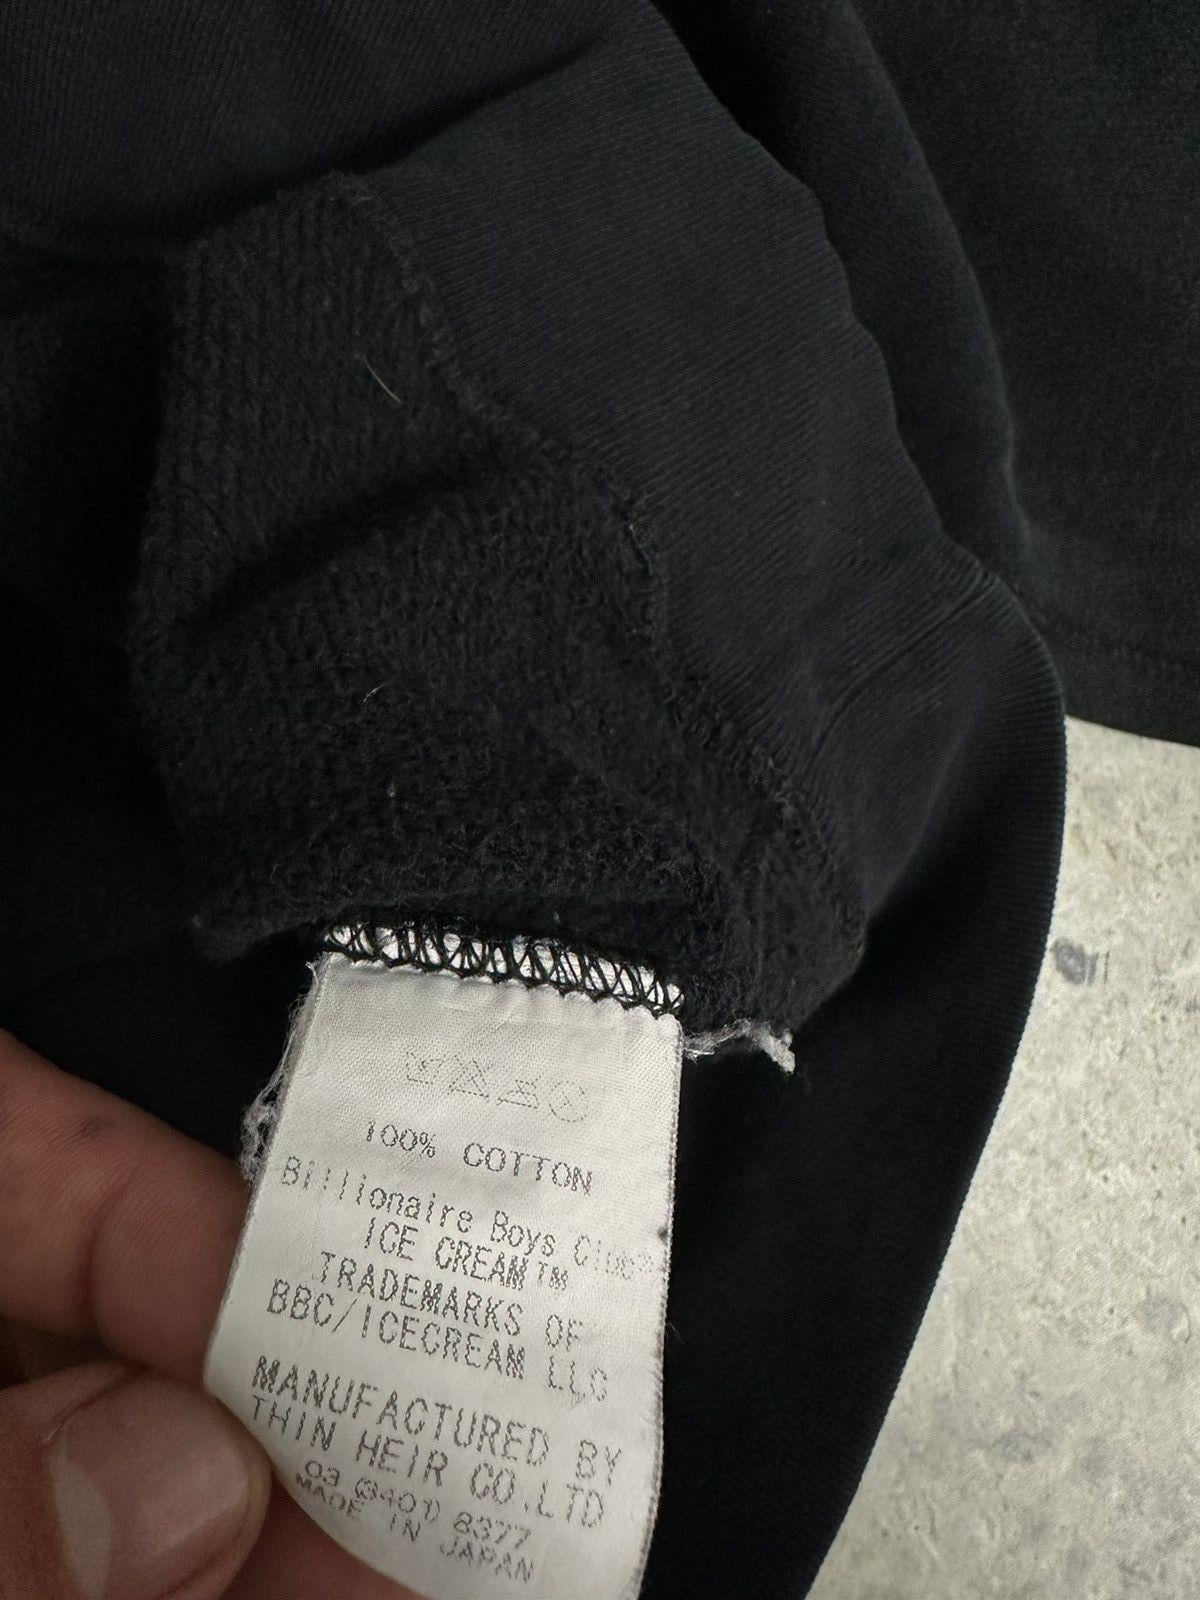 100% COTTON
Billionaire Boys Club®
ICE CREAM™
TRADEMARKS OF
BBC/ICECREAM LLC
MANUFACTURED BY
THIN HEIR CO.LTD
03 (3401) 8377
MADE IN JAPAN